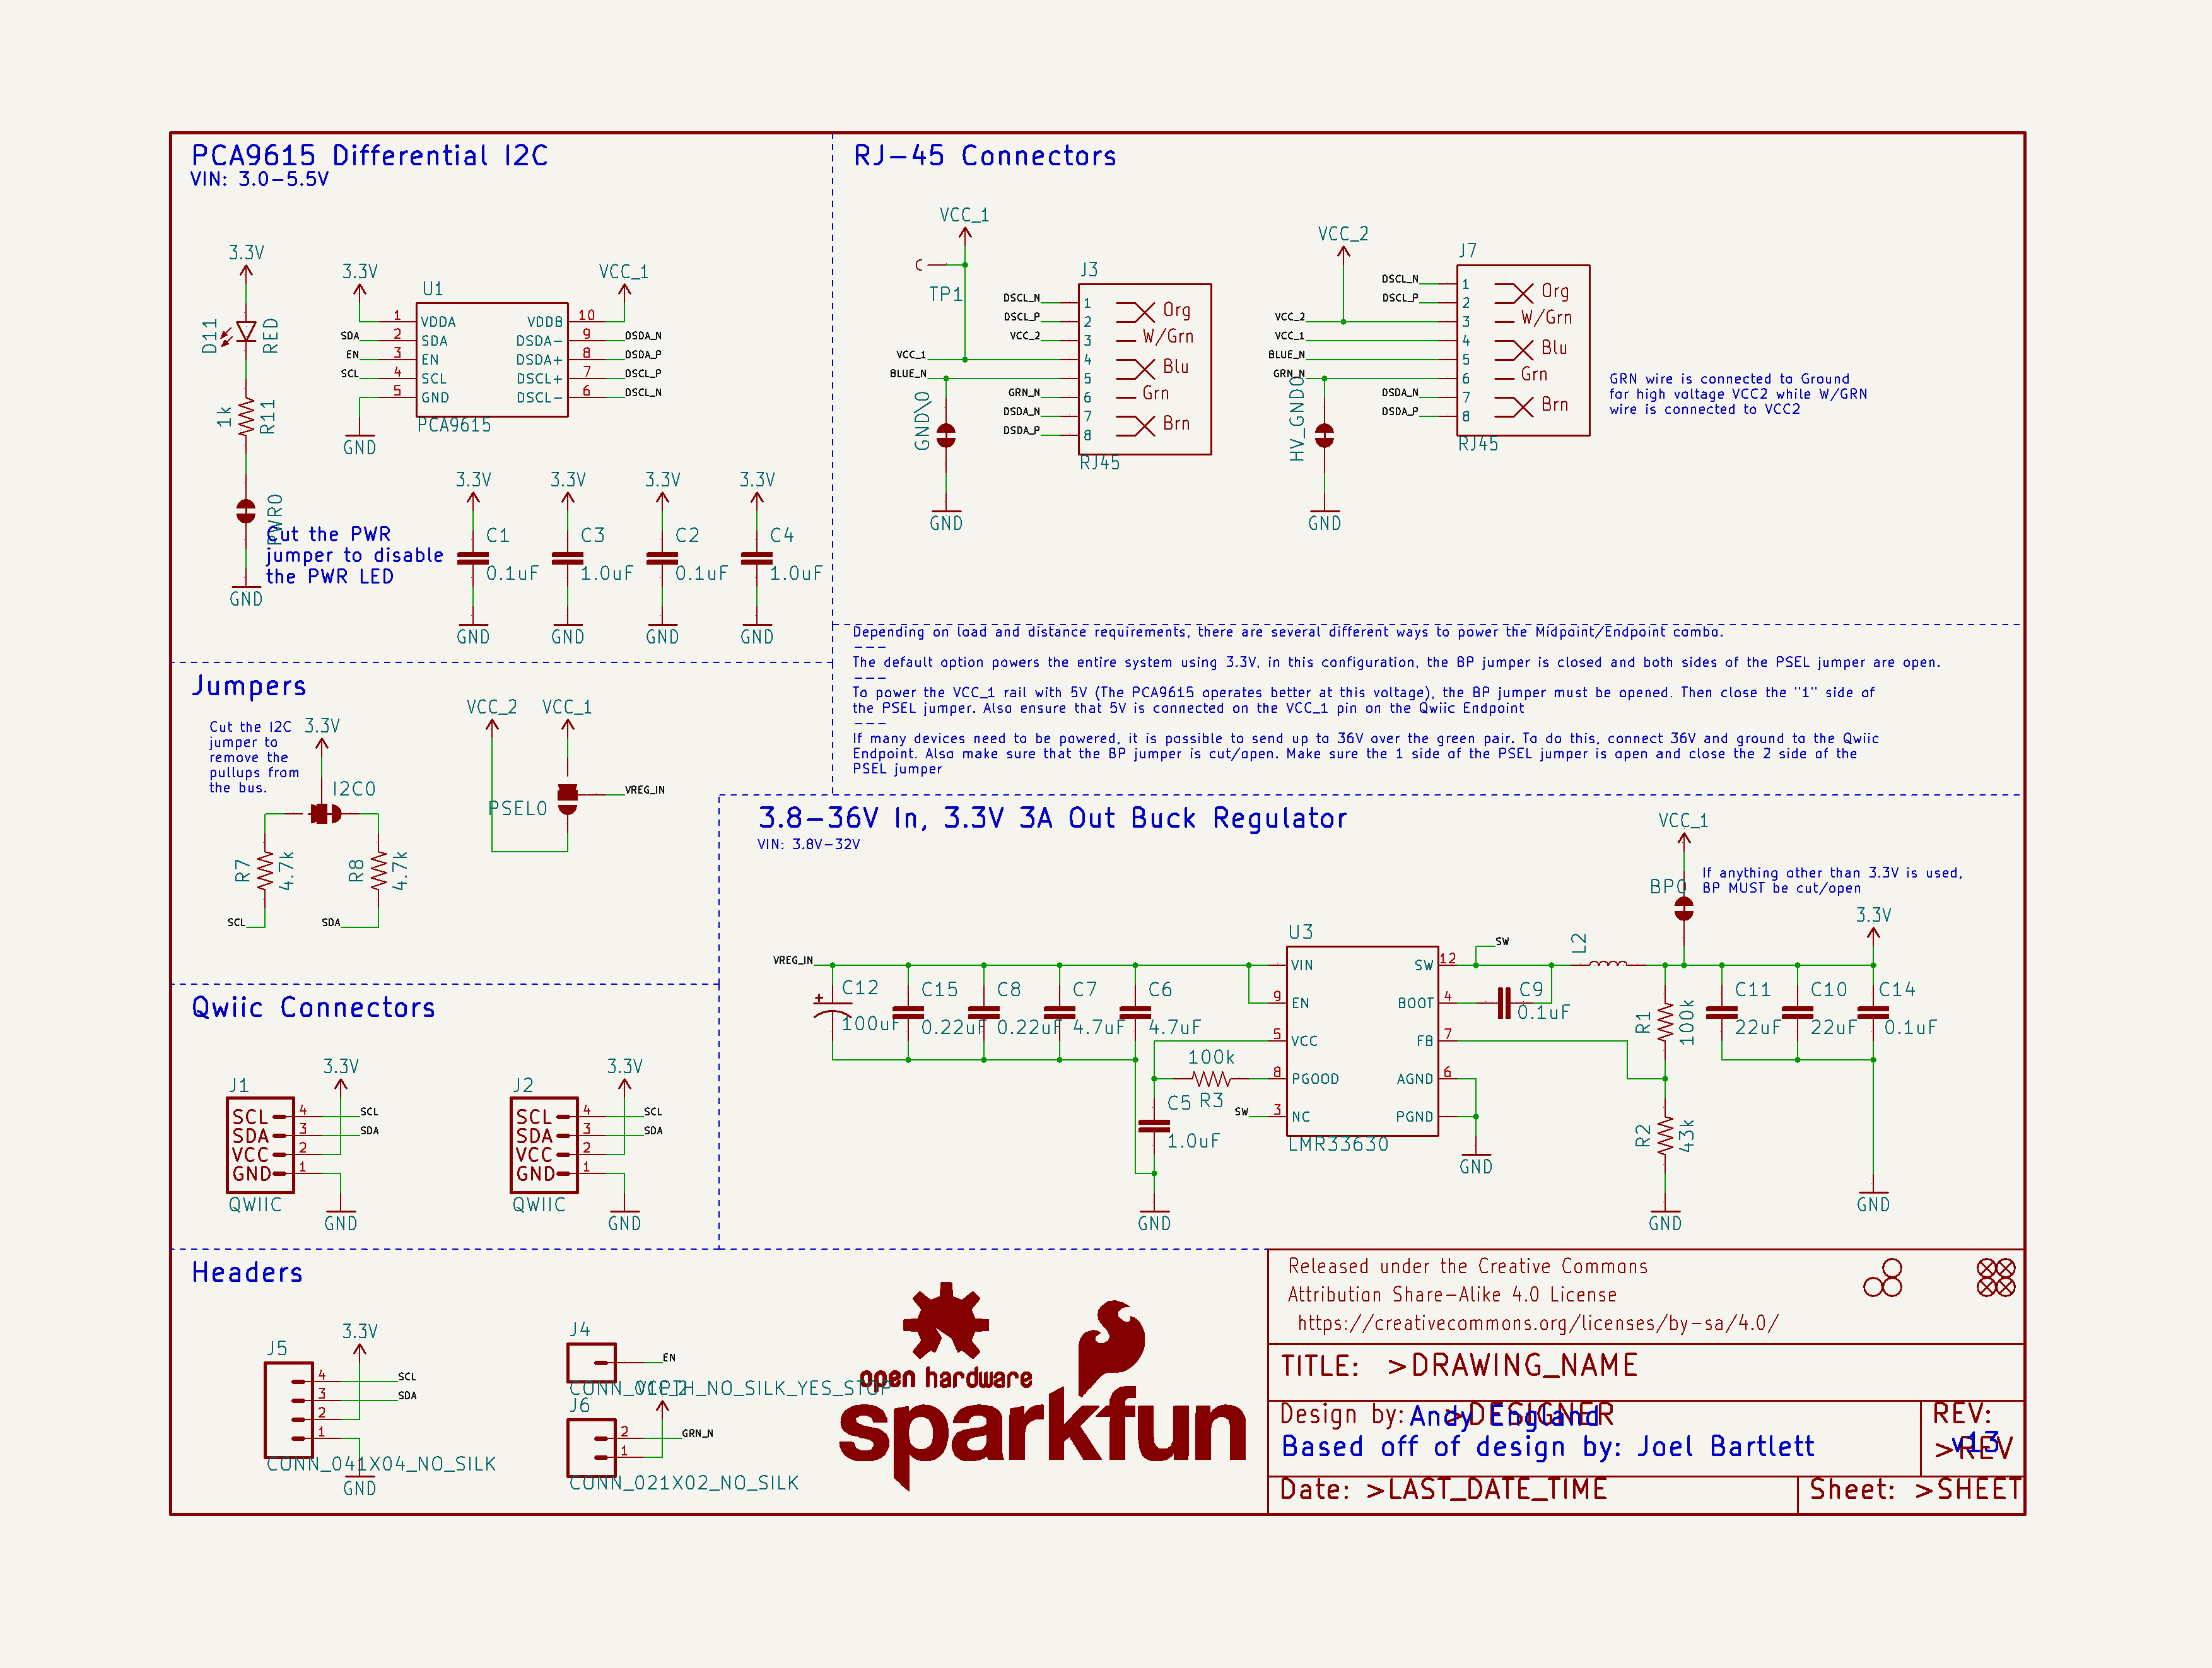 PCA9615 Differential I2C
VIN: 3.0-5.5V
3.3V
D11
RED
1k
R11
PWR0
Cut the PWR
jumper to disable
the PWR LED
GND
3.3V
U1
VCC_1
1 VDDA
SDA 2 SDA
EN 3 EN
SCL 4 SCL
5 GND
VDDB 10
DSDA- 9 DSDA_N
DSDA+ 8 DSDA_P
DSCL+ 7 DSCL_P
DSCL- 6 DSCL_N
PCA9615
GND
3.3V 3.3V 3.3V 3.3V
C1 C3 C2 C4
0.1uF 1.0uF 0.1uF 1.0uF
GND GND GND GND
RJ-45 Connectors
VCC_1
TP1
J3
DSCL_N 1
DSCL_P 2
VCC_2 3
VCC_1 4
BLUE_N 5
GRN_N 6
DSDA_N 7
DSDA_P 8
Org
W/Grn
Blu
Grn
Brn
RJ45
GND\0
GND
VCC_2
J7
DSCL_N 1
DSCL_P 2
VCC_2 3
VCC_1 4
BLUE_N 5
GRN_N 6
DSDA_N 7
DSDA_P 8
Org
W/Grn
Blu
Grn
Brn
RJ45
HV_GND0
GND
GRN wire is connected to Ground
for high voltage VCC2 while W/GRN
wire is connected to VCC2
Depending on load and distance requirements, there are several different ways to power the Midpoint/Endpoint combo.
---
The default option powers the entire system using 3.3V, in this configuration, the BP jumper is closed and both sides of the PSEL jumper are open.
---
To power the VCC_1 rail with 5V (The PCA9615 operates better at this voltage), the BP jumper must be opened. Then close the "1" side of
the PSEL jumper. Also ensure that 5V is connected on the VCC_1 pin on the Qwiic Endpoint
---
If many devices need to be powered, it is possible to send up to 36V over the green pair. To do this, connect 36V and ground to the Qwiic
Endpoint. Also make sure that the BP jumper is cut/open. Make sure the 1 side of the PSEL jumper is open and close the 2 side of the
PSEL jumper
Jumpers
Cut the I2C
jumper to
remove the
pullups from
the bus.
3.3V
I2C0
R7
4.7k
R8
4.7k
SCL
SDA
VCC_2 VCC_1
PSEL0
VREG_IN
3.8-36V In, 3.3V 3A Out Buck Regulator
VIN: 3.8V-32V
VCC_1
BP0
If anything other than 3.3V is used,
BP MUST be cut/open
3.3V
VREG_IN
C12 C15 C8 C7 C6
100uF 0.22uF 0.22uF 4.7uF 4.7uF
100k
R3
C5
1.0uF
SW
GND
U3
VIN
9 EN
5 VCC
8 PGOOD
3 NC
SW 12
BOOT 4
FB 7
AGND 6
PGND
LMR33630
GND
SW
C9
0.1uF
L2
R1
100k
R2
43k
GND
C11 C10 C14
22uF 22uF 0.1uF
GND
Qwiic Connectors
J1
3.3V
SCL 4 SCL
SDA 3 SDA
VCC 2
GND 1
QWIIC
GND
J2
3.3V
SCL 4 SCL
SDA 3 SDA
VCC 2
GND 1
QWIIC
GND
Headers
J5
3.3V
4 SCL
3 SDA
2
1
CONN_041X04_NO_SILK
GND
J4
EN
J6
2 GRN_N
1
CONN_021X02_NO_SILK
open hardware
sparkfun
Released under the Creative Commons
Attribution Share-Alike 4.0 License
https://creativecommons.org/licenses/by-sa/4.0/
TITLE: >DRAWING_NAME
Design by: >DESIGNER
Andy England
Based off of design by: Joel Bartlett
REV:
>REV
v13
Date: >LAST_DATE_TIME
Sheet: >SHEET